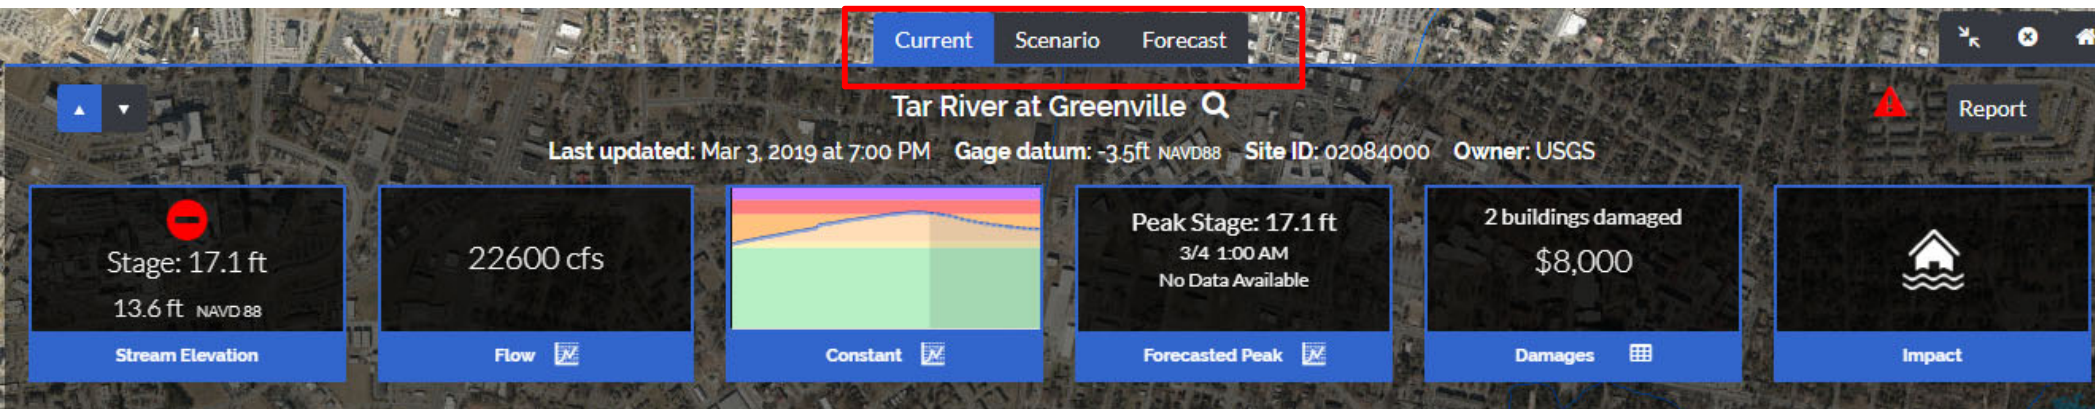 Current Scenario Forecast
Tar River at Greenville
Report
Last updated: Mar 3, 2019 at 7:00 PM Gage datum: -3.5ft NAVD88 Site ID: 02084000 Owner: USGS
Stage: 17.1 ft
13.6 ft NAVD 88
Stream Elevation
22600 cfs
Flow
Constant
Peak Stage: 17.1 ft
3/4 1:00 AM
No Data Available
Forecasted Peak
2 buildings damaged
$8,000
Damages
Impact